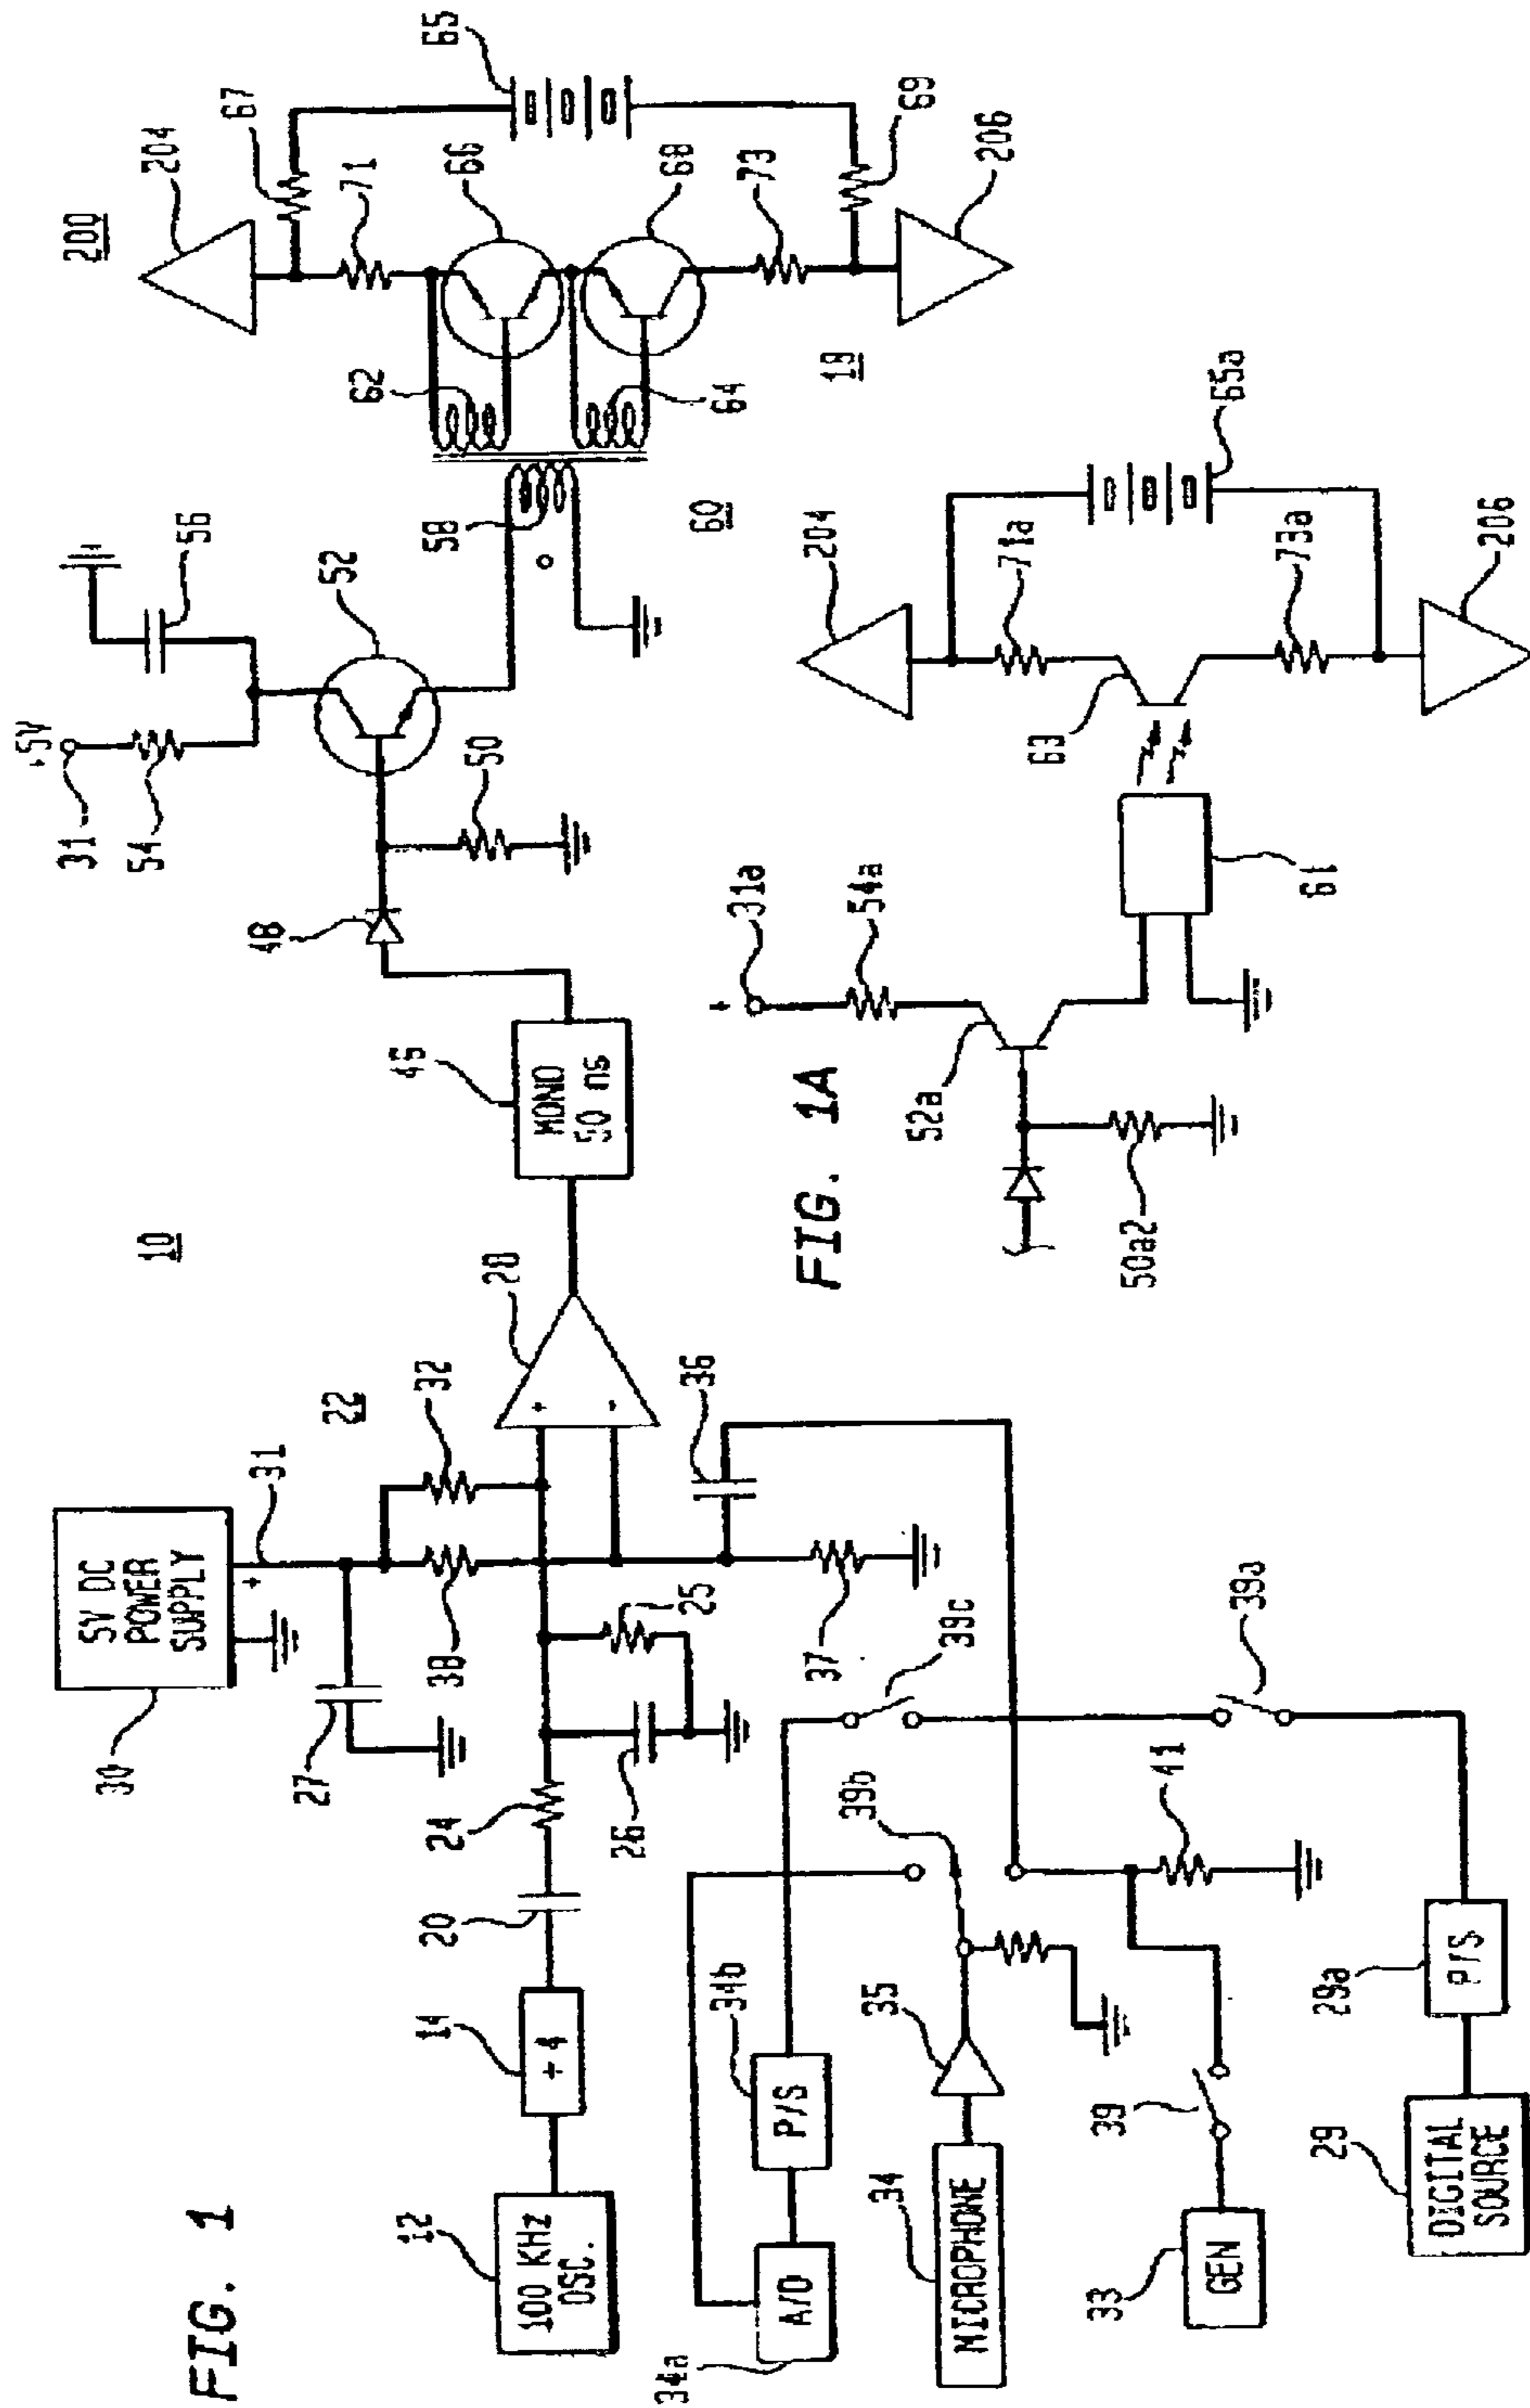 FIG. 1
10
200
204
67
65
71
66
62
68
64
73
69
206
18
+5V
31
54
56
52
50
48
58
60
46
MONO
50 ns
28
5V DC
POWER
SUPPLY
30
+
31
22
32
38
27
+
-
36
25
37
24
26
20
14
÷4
12
100 KHz
OSC.
39c
39a
39b
41
34b
P/S
34a
A/D
35
34
MICROPHONE
39
33
GEN
29a
P/S
29
DIGITAL
SOURCE
FIG. 1A
204
71a
65a
63
73a
206
61
+
31a
54a
52a
50a2